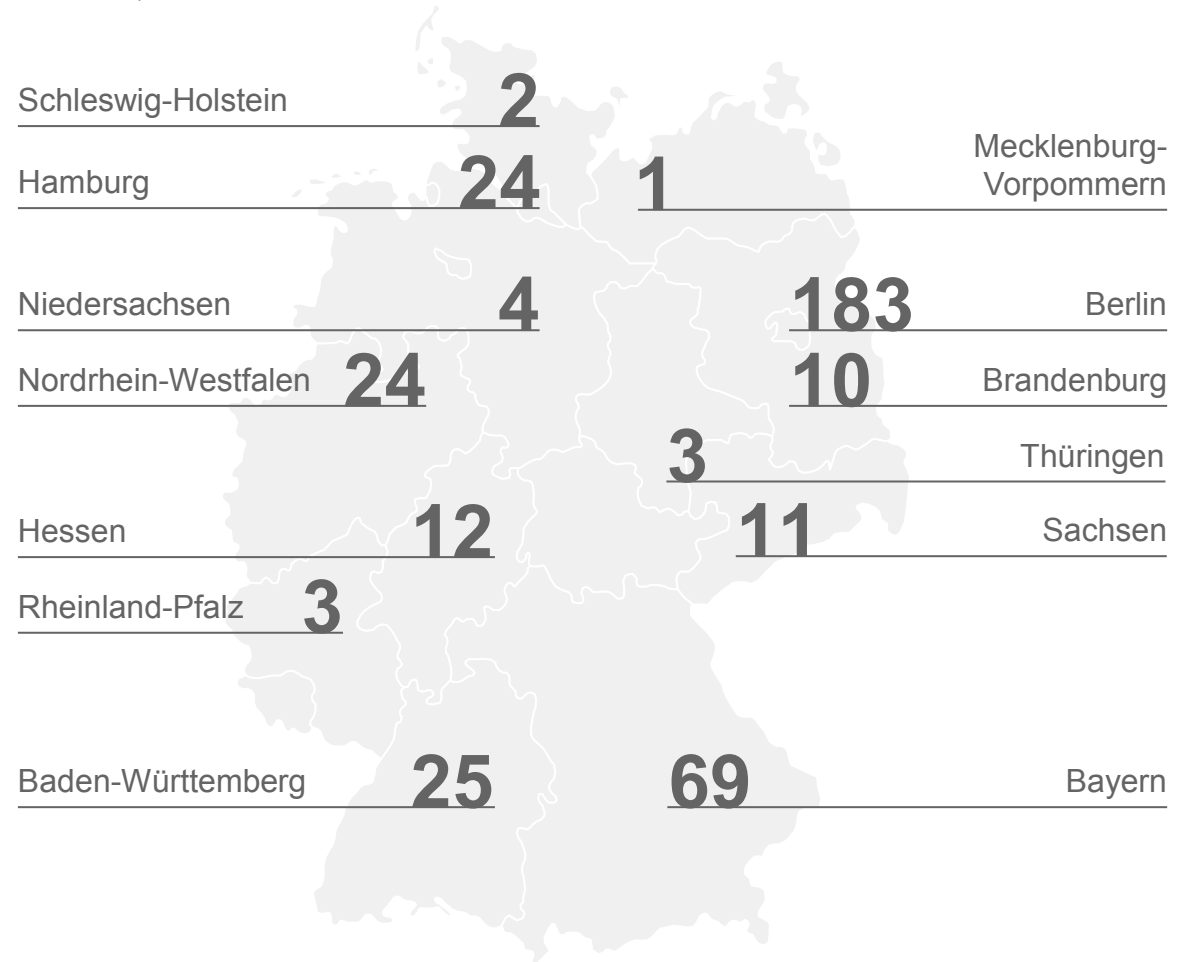 Schleswig-Holstein 2
Hamburg 24
Mecklenburg-
Vorpommern
1
Niedersachsen 4
183 Berlin
Nordrhein-Westfalen 24
10 Brandenburg
3 Thüringen
Hessen 12
11 Sachsen
Rheinland-Pfalz 3
Baden-Württemberg 25
69 Bayern